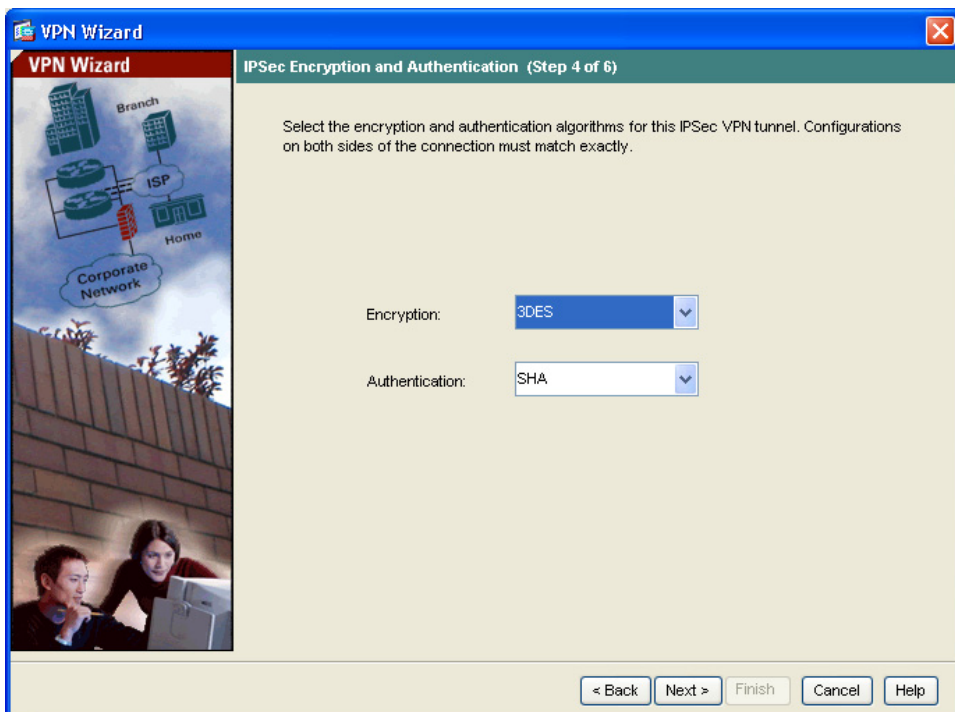 VPN Wizard
VPN Wizard
Branch
ISP
Home
Corporate
Network
IPSec Encryption and Authentication (Step 4 of 6)
Select the encryption and authentication algorithms for this IPSec VPN tunnel. Configurations
on both sides of the connection must match exactly.
Encryption: 3DES
Authentication: SHA
< Back Next > Finish Cancel Help